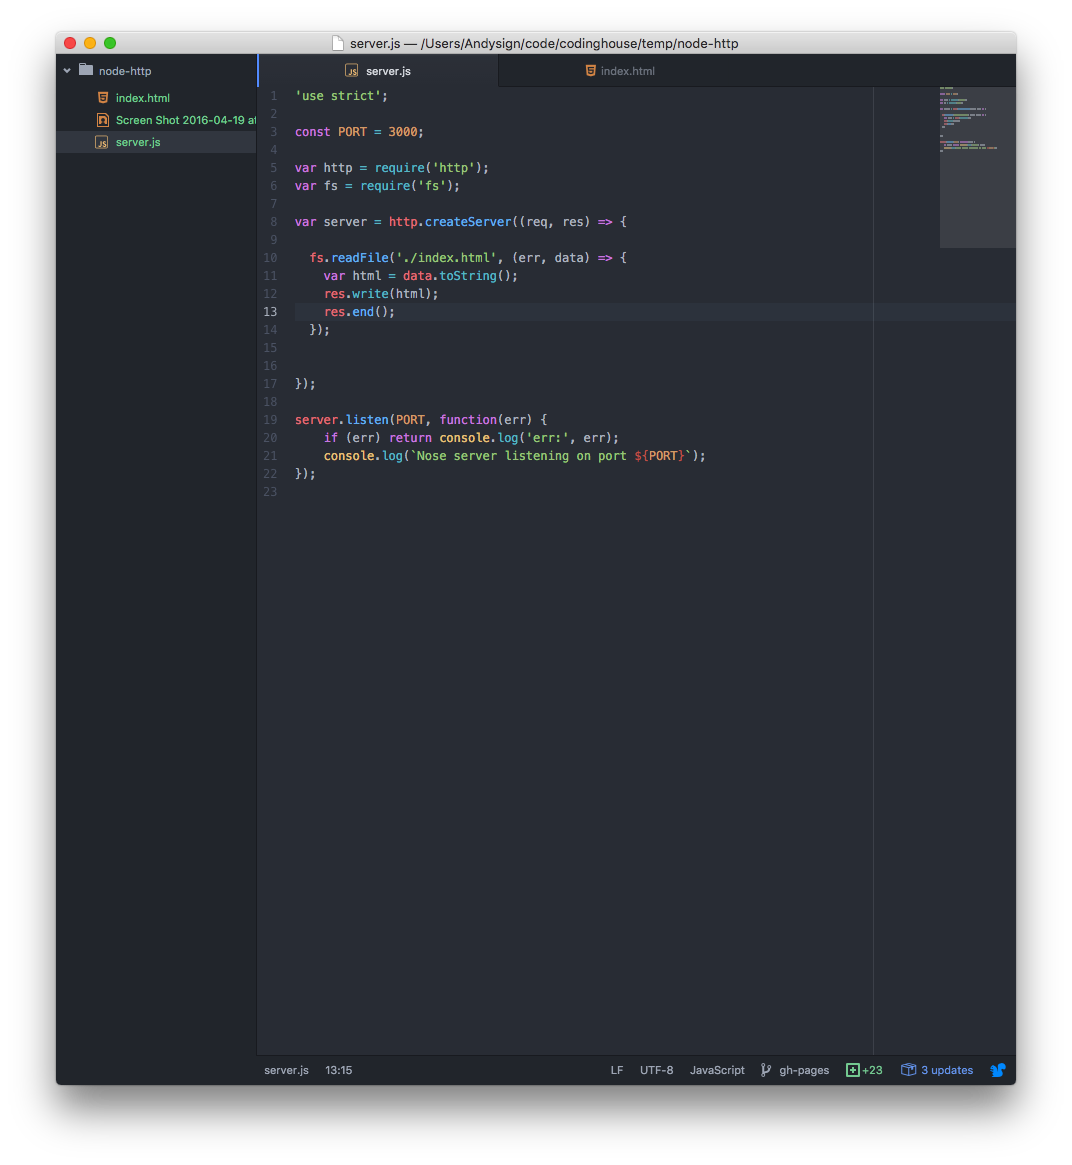 server.js — /Users/Andysign/code/codinghouse/temp/node-http
node-http
index.html
Screen Shot 2016-04-19 at
server.js
server.js
index.html
1 'use strict';
2
3 const PORT = 3000;
4
5 var http = require('http');
6 var fs = require('fs');
7
8 var server = http.createServer((req, res) => {
9
10 fs.readFile('./index.html', (err, data) => {
11 var html = data.toString();
12 res.write(html);
13 res.end();
14 });
15
16
17 });
18
19 server.listen(PORT, function(err) {
20 if (err) return console.log('err:', err);
21 console.log(`Nose server listening on port ${PORT}`);
22 });
23
server.js 13:15 LF UTF-8 JavaScript gh-pages +23 3 updates